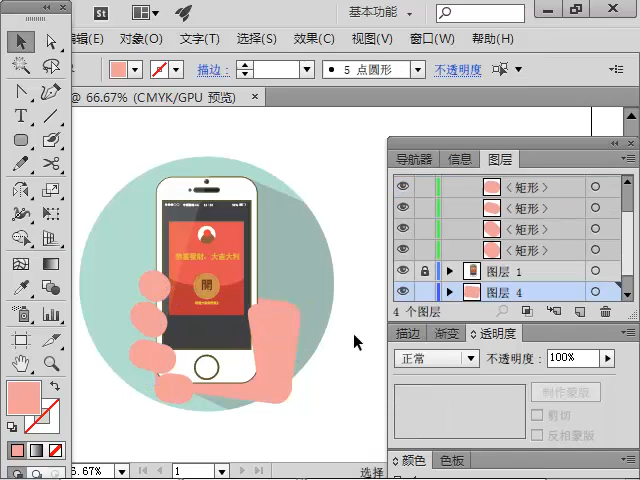 St
基本功能
编辑(E) 对象(O) 文字(T) 选择(S) 效果(C) 视图(V) 窗口(W) 帮助(H)
描边: 5 点圆形 不透明度
@ 66.67% (CMYK/GPU 预览) ×
导航器 信息 图层
<矩形>
<矩形>
<矩形>
<矩形>
图层 1
图层 4
4 个图层
描边 渐变 透明度
正常 不透明度: 100%
制作蒙版
剪切
反相蒙版
颜色 色板
恭喜發財，大吉大利
開
6.67% 1 选择